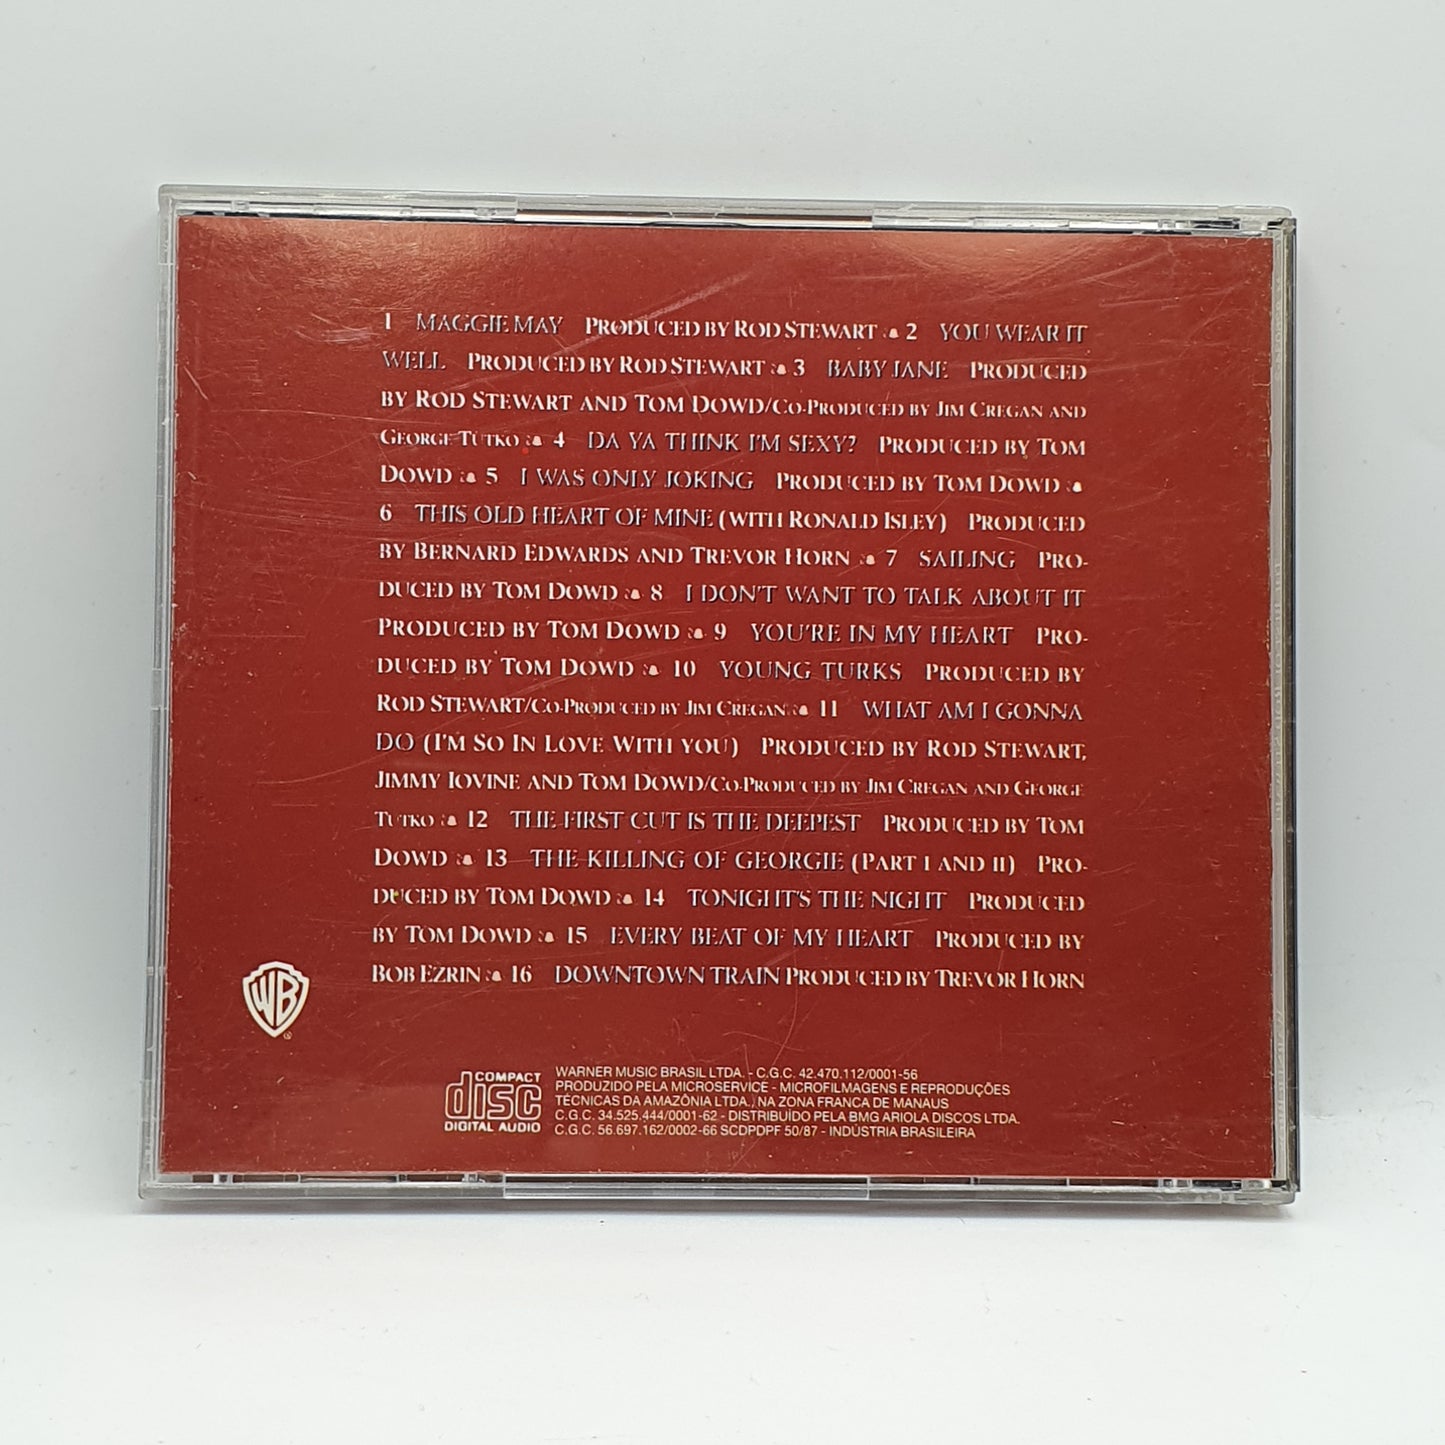 1 MAGGIE MAY PRODUCED BY ROD STEWART 2 YOU WEAR IT
WELL PRODUCED BY ROD STEWART 3 BABY JANE PRODUCED
BY ROD STEWART AND TOM DOWD/CO-PRODUCED BY JIM CREGAN AND
GEORGE TUTKO 4 DA YA THINK I'M SEXY? PRODUCED BY TOM
DOWD 5 I WAS ONLY JOKING PRODUCED BY TOM DOWD
6 THIS OLD HEART OF MINE (WITH RONALD ISLEY) PRODUCED
BY BERNARD EDWARDS AND TREVOR HORN 7 SAILING PRO-
DUCED BY TOM DOWD 8 I DON'T WANT TO TALK ABOUT IT
PRODUCED BY TOM DOWD 9 YOU'RE IN MY HEART PRO-
DUCED BY TOM DOWD 10 YOUNG TURKS PRODUCED BY
ROD STEWART/CO-PRODUCED BY JIM CREGAN 11 WHAT AM I GONNA
DO (I'M SO IN LOVE WITH YOU) PRODUCED BY ROD STEWART,
JIMMY IOVINE AND TOM DOWD/CO-PRODUCED BY JIM CREGAN AND GEORGE
TUTKO 12 THE FIRST CUT IS THE DEEPEST PRODUCED BY TOM
DOWD 13 THE KILLING OF GEORGIE (PART I AND II) PRO-
DUCED BY TOM DOWD 14 TONIGHT'S THE NIGHT PRODUCED
BY TOM DOWD 15 EVERY BEAT OF MY HEART PRODUCED BY
BOB EZRIN 16 DOWNTOWN TRAIN PRODUCED BY TREVOR HORN
WB
COMPACT
disc
DIGITAL AUDIO
WARNER MUSIC BRASIL LTDA. - C.G.C. 42.470.112/0001-56
PRODUZIDO PELA MICROSERVICE - MICROFILMAGENS E REPRODUÇÕES
TÉCNICAS DA AMAZÔNIA LTDA., NA ZONA FRANCA DE MANAUS
C.G.C. 34.525.444/0001-62 - DISTRIBUÍDO PELA BMG ARIOLA DISCOS LTDA.
C.G.C. 56.697.162/0002-66 SCDPDPF 50/87 - INDÚSTRIA BRASILEIRA